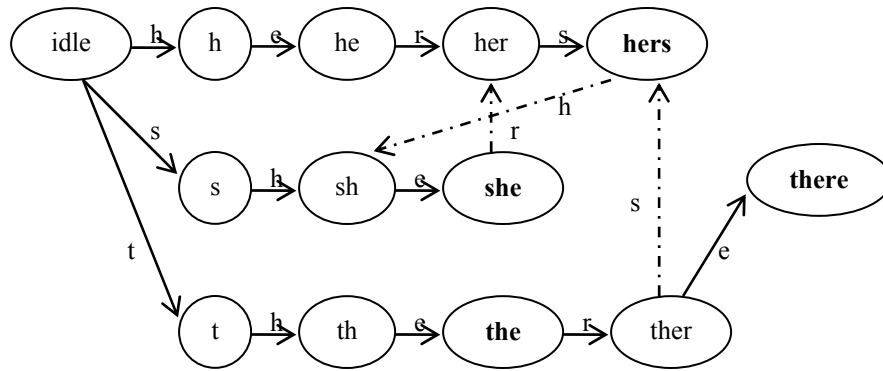 idle h h e he r her s hers
h
s r
s h sh e she there
s
t e
t h th e the r ther